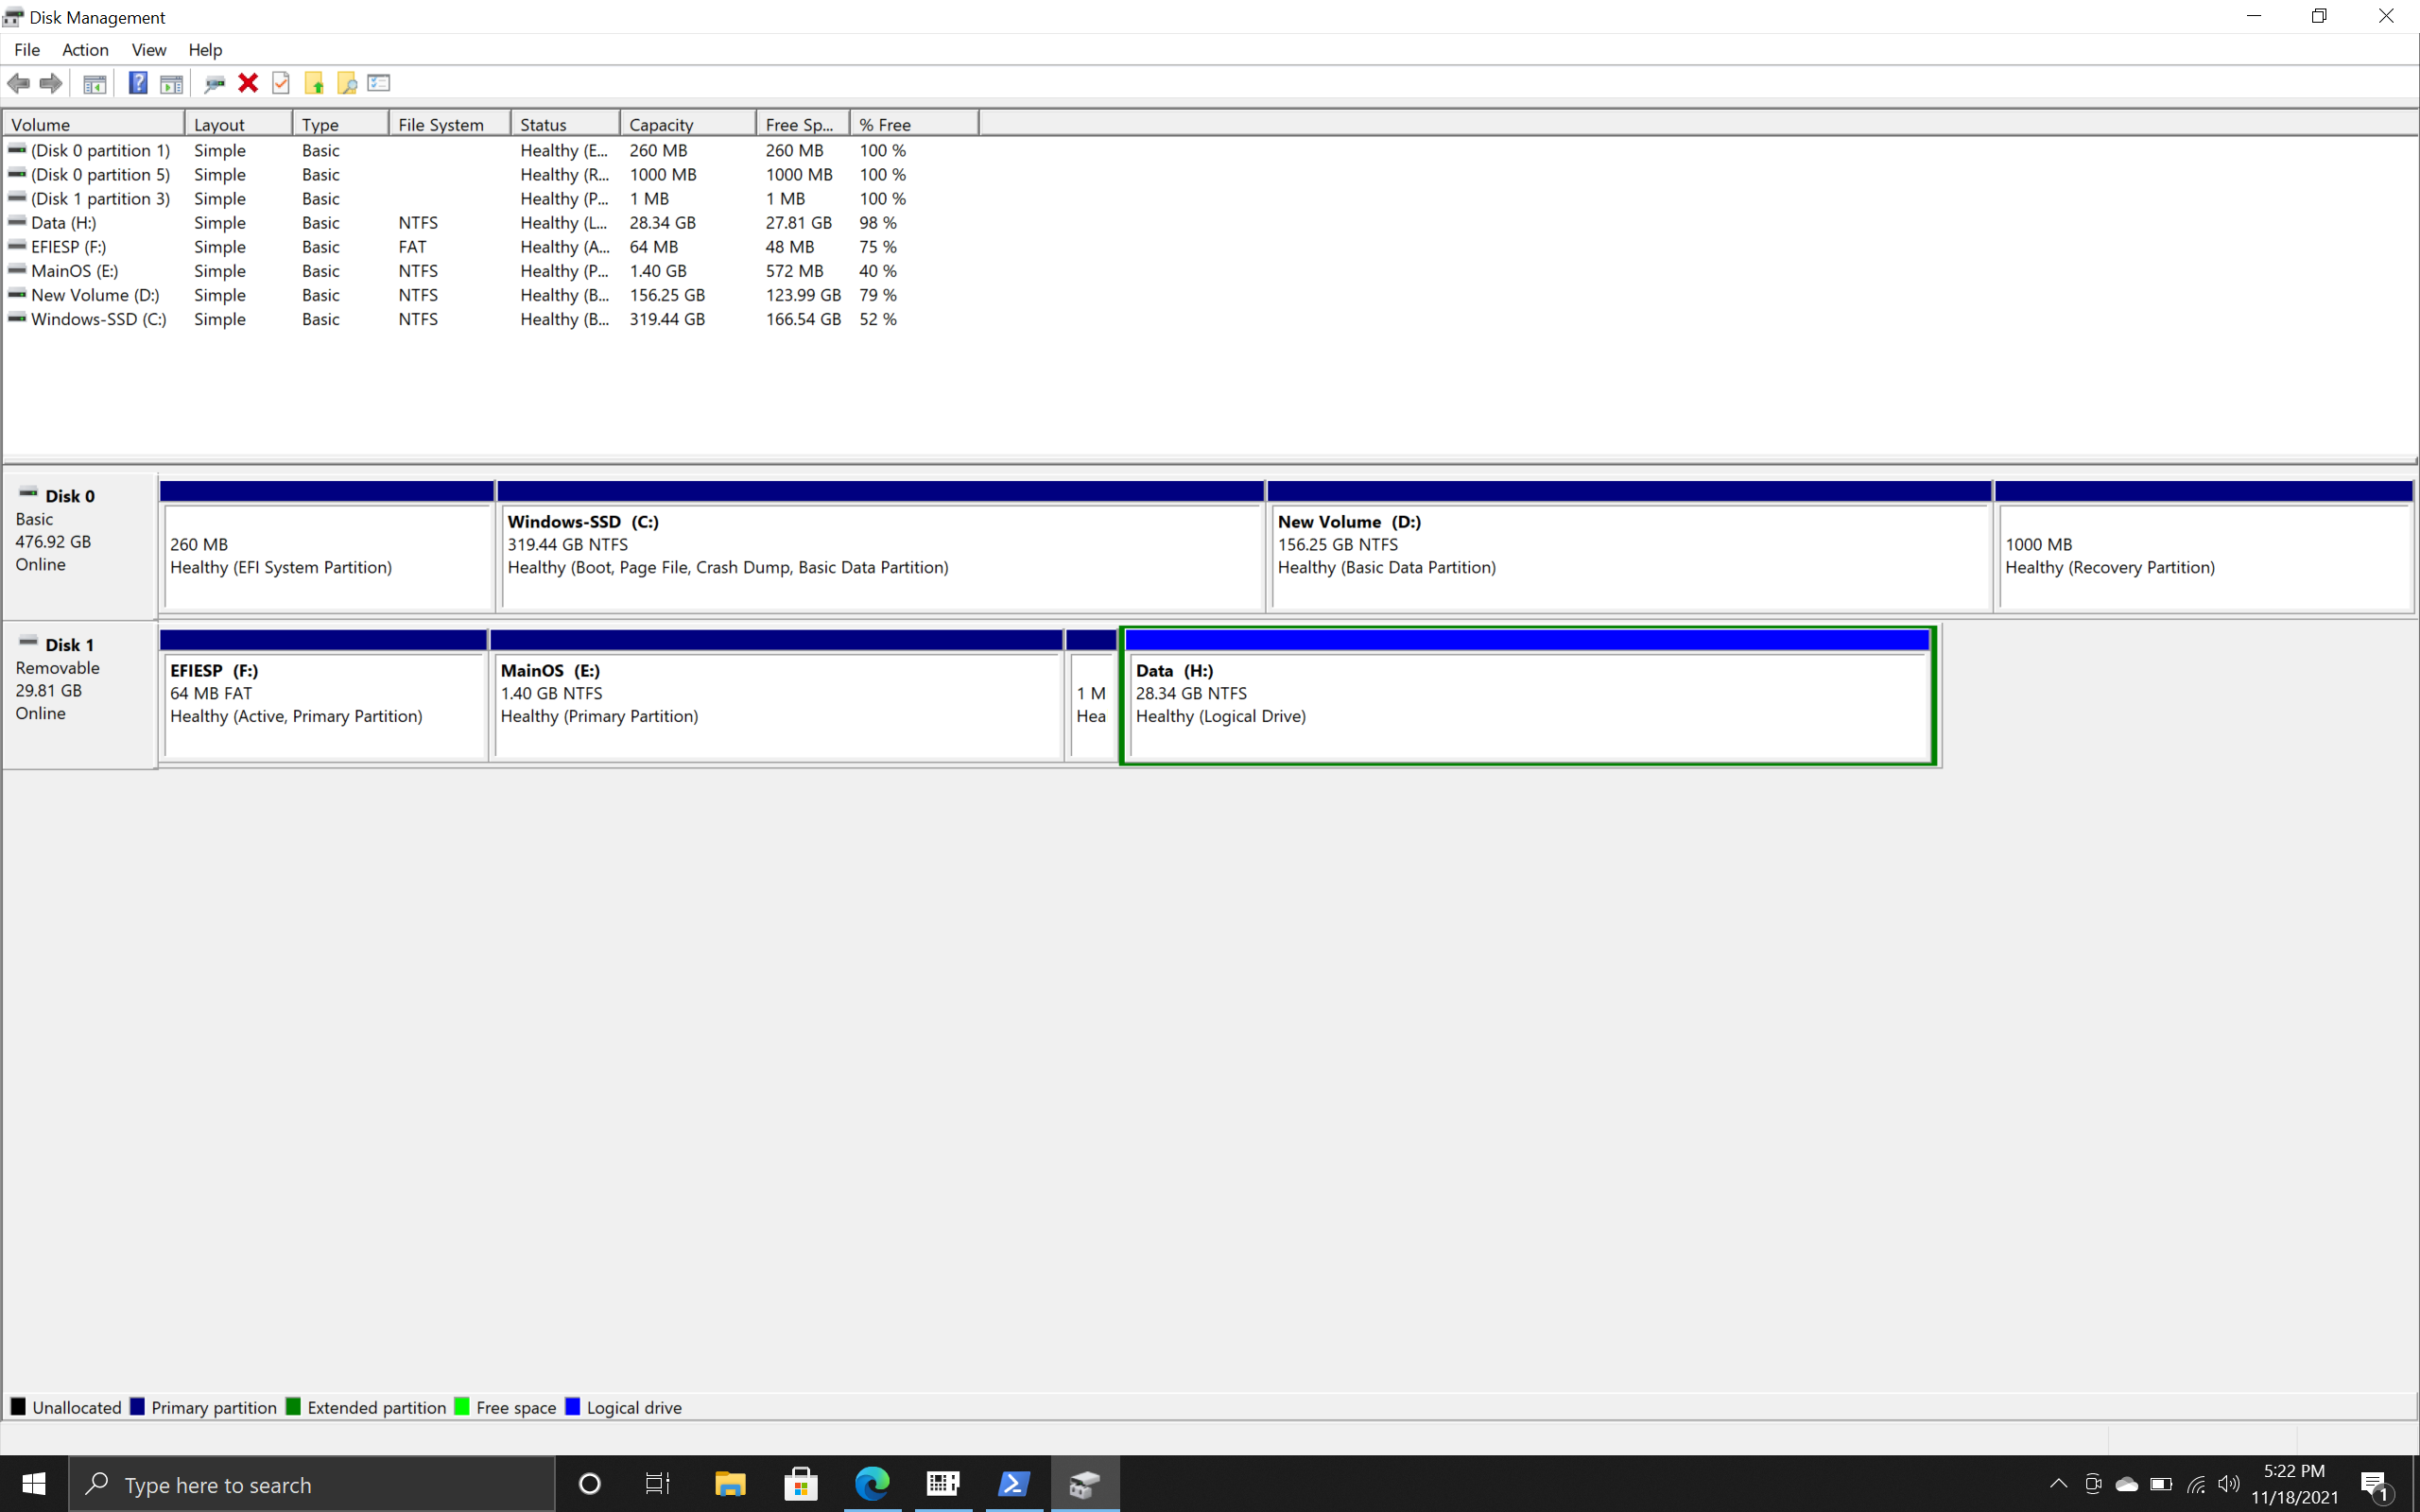 Disk Management
File Action View Help
Volume Layout Type File System Status Capacity Free Sp... % Free
(Disk 0 partition 1) Simple Basic Healthy (E... 260 MB 260 MB 100 %
(Disk 0 partition 5) Simple Basic Healthy (R... 1000 MB 1000 MB 100 %
(Disk 1 partition 3) Simple Basic Healthy (P... 1 MB 1 MB 100 %
Data (H:) Simple Basic NTFS Healthy (L... 28.34 GB 27.81 GB 98 %
EFIESP (F:) Simple Basic FAT Healthy (A... 64 MB 48 MB 75 %
MainOS (E:) Simple Basic NTFS Healthy (P... 1.40 GB 572 MB 40 %
New Volume (D:) Simple Basic NTFS Healthy (B... 156.25 GB 123.99 GB 79 %
Windows-SSD (C:) Simple Basic NTFS Healthy (B... 319.44 GB 166.54 GB 52 %
Disk 0
Basic
476.92 GB
Online
260 MB
Healthy (EFI System Partition)
Windows-SSD (C:)
319.44 GB NTFS
Healthy (Boot, Page File, Crash Dump, Basic Data Partition)
New Volume (D:)
156.25 GB NTFS
Healthy (Basic Data Partition)
1000 MB
Healthy (Recovery Partition)
Disk 1
Removable
29.81 GB
Online
EFIESP (F:)
64 MB FAT
Healthy (Active, Primary Partition)
MainOS (E:)
1.40 GB NTFS
Healthy (Primary Partition)
1 M
Hea
Data (H:)
28.34 GB NTFS
Healthy (Logical Drive)
Unallocated Primary partition Extended partition Free space Logical drive
Type here to search
5:22 PM
11/18/2021
1